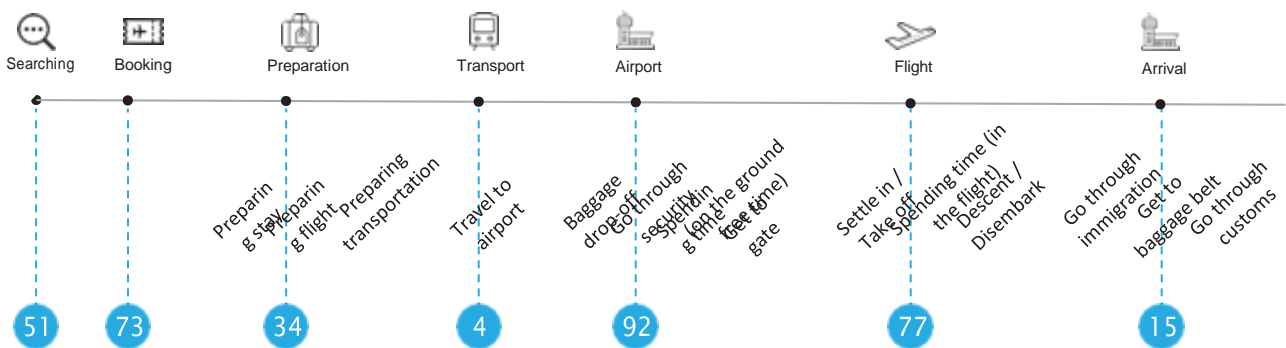 Searching
Booking
Preparation
Transport
Airport
Flight
Arrival
Preparin
g stay
Preparin
g flight
Preparing
transportation
Travel to
airport
Baggage
drop-off
Go through
security
Spendin
g time
(on the ground
free time)
Get to
gate
Settle in /
Take off
Spending time (in
the flight)
Descent /
Disembark
Go through
immigration
Get to
baggage belt
Go through
customs
51
73
34
4
92
77
15